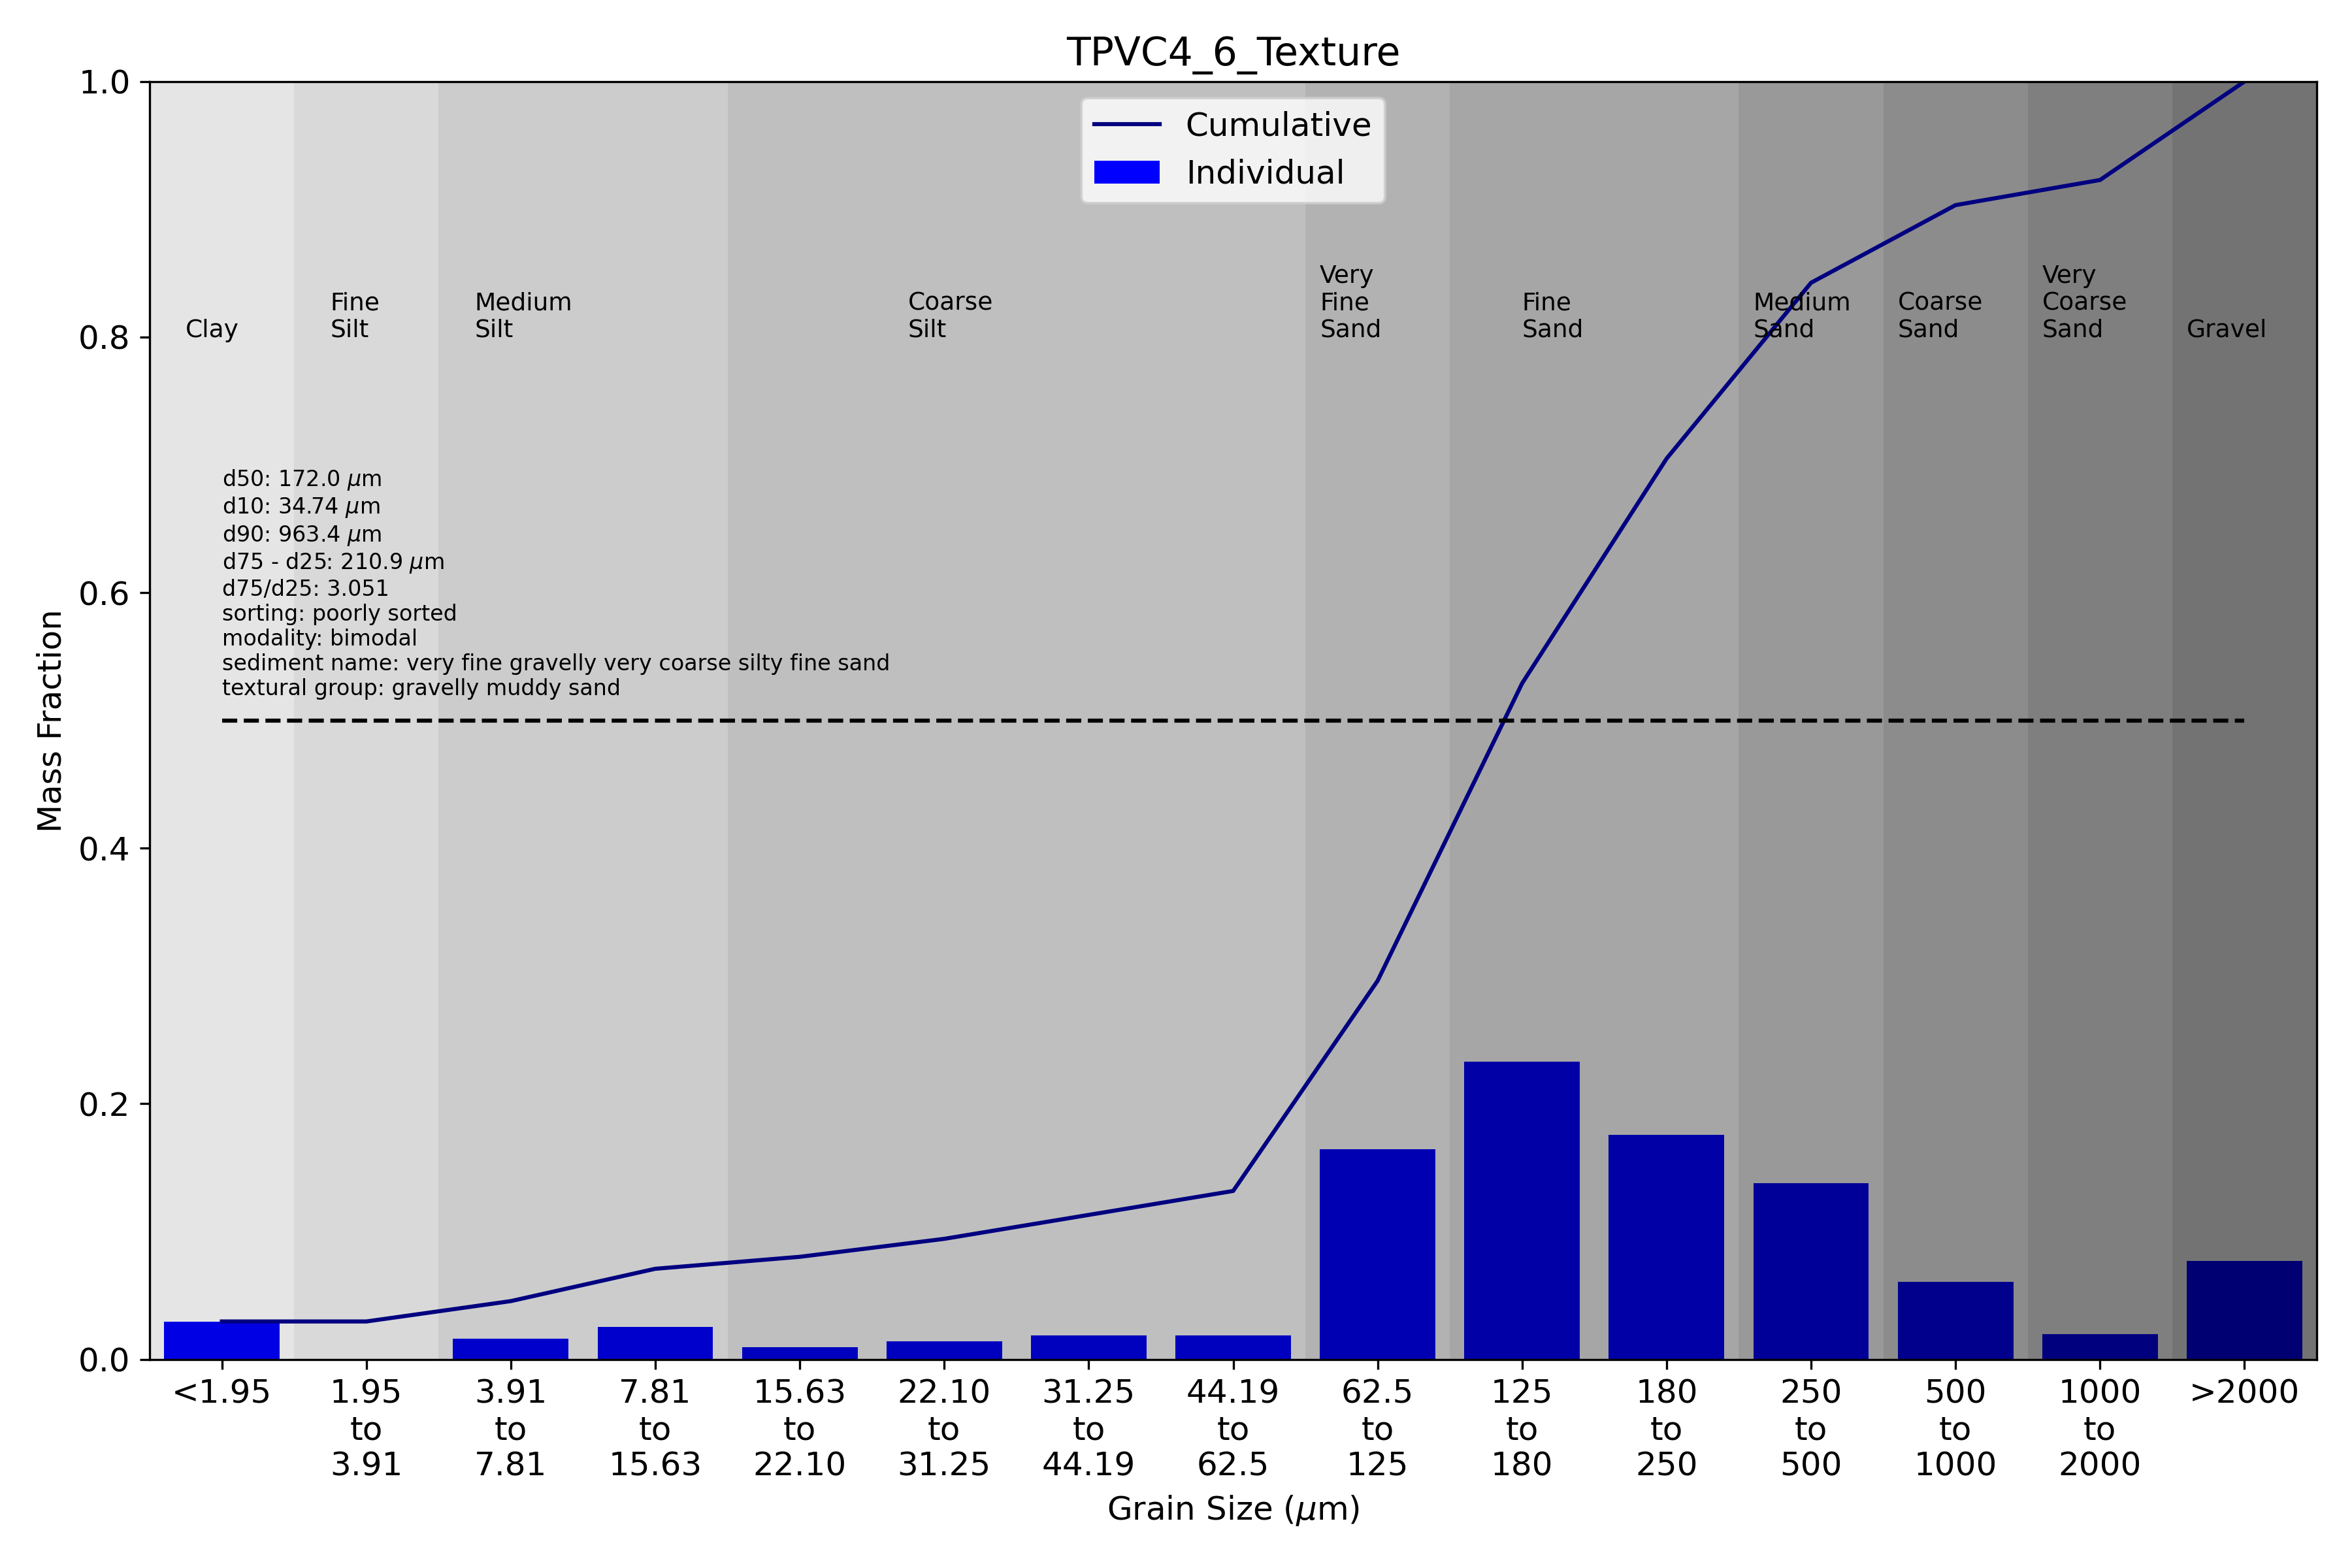 TPVC4_6_Texture
1.0
0.8
0.6
0.4
0.2
0.0
Mass Fraction
Cumulative
Individual
Clay
Fine
Silt
Medium
Silt
Coarse
Silt
Very
Fine
Sand
Fine
Sand
Medium
Sand
Coarse
Sand
Very
Coarse
Sand
Gravel
d50: 172.0 μm
d10: 34.74 μm
d90: 963.4 μm
d75 - d25: 210.9 μm
d75/d25: 3.051
sorting: poorly sorted
modality: bimodal
sediment name: very fine gravelly very coarse silty fine sand
textural group: gravelly muddy sand
<1.95
1.95
to
3.91
3.91
to
7.81
7.81
to
15.63
15.63
to
22.10
22.10
to
31.25
31.25
to
44.19
44.19
to
62.5
62.5
to
125
125
to
180
180
to
250
250
to
500
500
to
1000
1000
to
2000
>2000
Grain Size (μm)